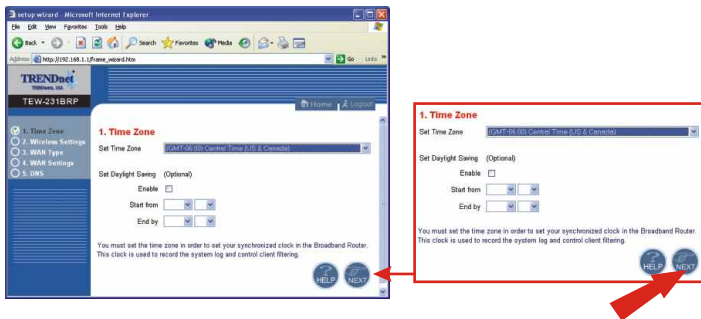 setup wizard - Microsoft Internet Explorer
File Edit View Favorites Tools Help
Back Search Favorites Media
Address http://192.168.1.1/frame_wizard.htm Go Links »
TRENDnet
TRENDware, USA
TEW-231BRP
Home Logout
1. Time Zone
2. Wireless Settings
3. WAN Type
4. WAN Settings
5. DNS
1. Time Zone
Set Time Zone (GMT-06:00) Central Time (US & Canada)
Set Daylight Saving (Optional)
Enable
Start from
End by
You must set the time zone in order to set your synchronized clock in the Broadband Router.
This clock is used to record the system log and control client filtering.
HELP NEXT
1. Time Zone
Set Time Zone (GMT-06:00) Central Time (US & Canada)
Set Daylight Saving (Optional)
Enable
Start from
End by
You must set the time zone in order to set your synchronized clock in the Broadband Router.
This clock is used to record the system log and control client filtering.
HELP NEXT